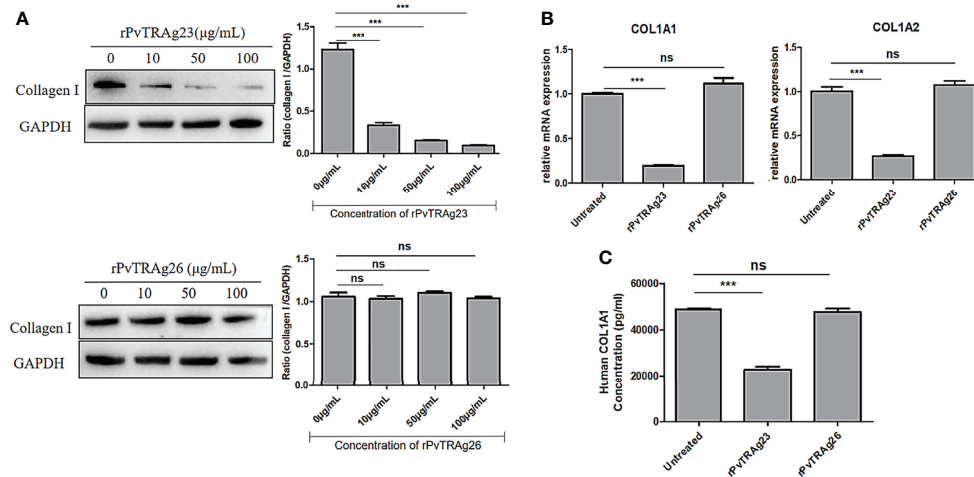 A
rPvTRAg23(μg/mL)
0 10 50 100
Collagen I
GAPDH
Ratio (collagen I /GAPDH)
1.5
1.0
0.5
0.0
***
***
***
0μg/mL
10μg/mL
50μg/mL
100μg/mL
Concentration of rPvTRAg23
rPvTRAg26 (μg/mL)
0 10 50 100
Collagen I
GAPDH
Ratio (collagen I /GAPDH)
1.5
1.0
0.5
0.0
ns
ns
ns
0μg/mL
10μg/mL
50μg/mL
100μg/mL
Concentration of rPvTRAg26
B
COL1A1
relative mRNA expression
1.5
1.0
0.5
0.0
ns
***
Untreated
rPvTRAg23
rPvTRAg26
COL1A2
relative mRNA expression
1.5
1.0
0.5
0.0
ns
***
Untreated
rPvTRAg23
rPvTRAg26
C
Human COL1A1
Concentration (pg/ml)
60000
40000
20000
0
ns
***
Untreated
rPvTRAg23
rPvTRAg26